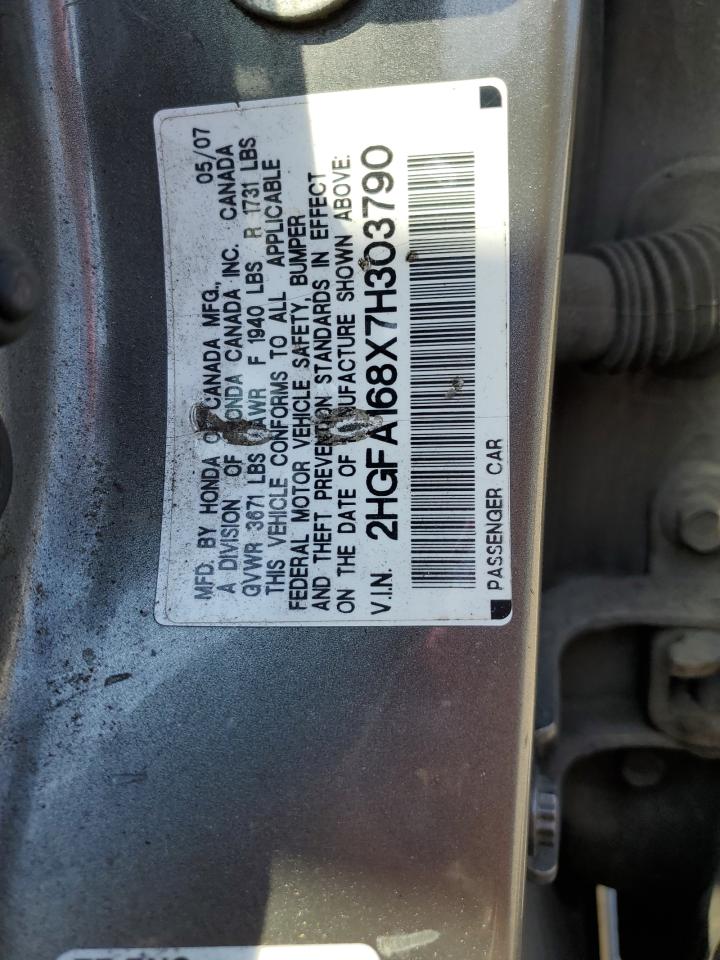 MFD. BY HONDA OF CANADA MFG., 05/07
A DIVISION OF HONDA CANADA INC. CANADA
GVWR 3671 LBS GAWR F 1940 LBS R 1731 LBS
THIS VEHICLE CONFORMS TO ALL APPLICABLE
FEDERAL MOTOR VEHICLE SAFETY, BUMPER
AND THEFT PREVENTION STANDARDS IN EFFECT
ON THE DATE OF MANUFACTURE SHOWN ABOVE:
V.I.N. 2HGFA168X7H303790
PASSENGER CAR